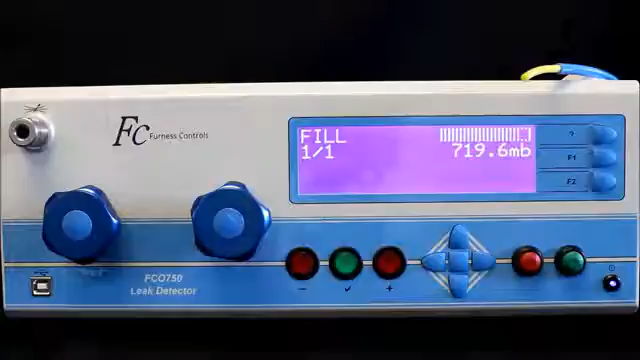 Fc Furness Controls
FILL
1/1 719.6mb
?
F1
F2
FCO750
Leak Detector
- ✓ +